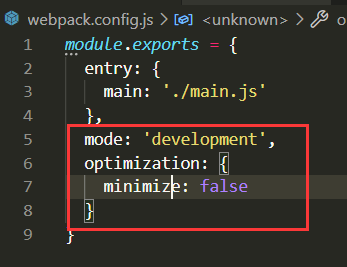 webpack.config.js > <unknown> >
1 module.exports = {
2 entry: {
3 main: './main.js'
4 },
5 mode: 'development',
6 optimization: {
7 minimize: false
8 }
9 }